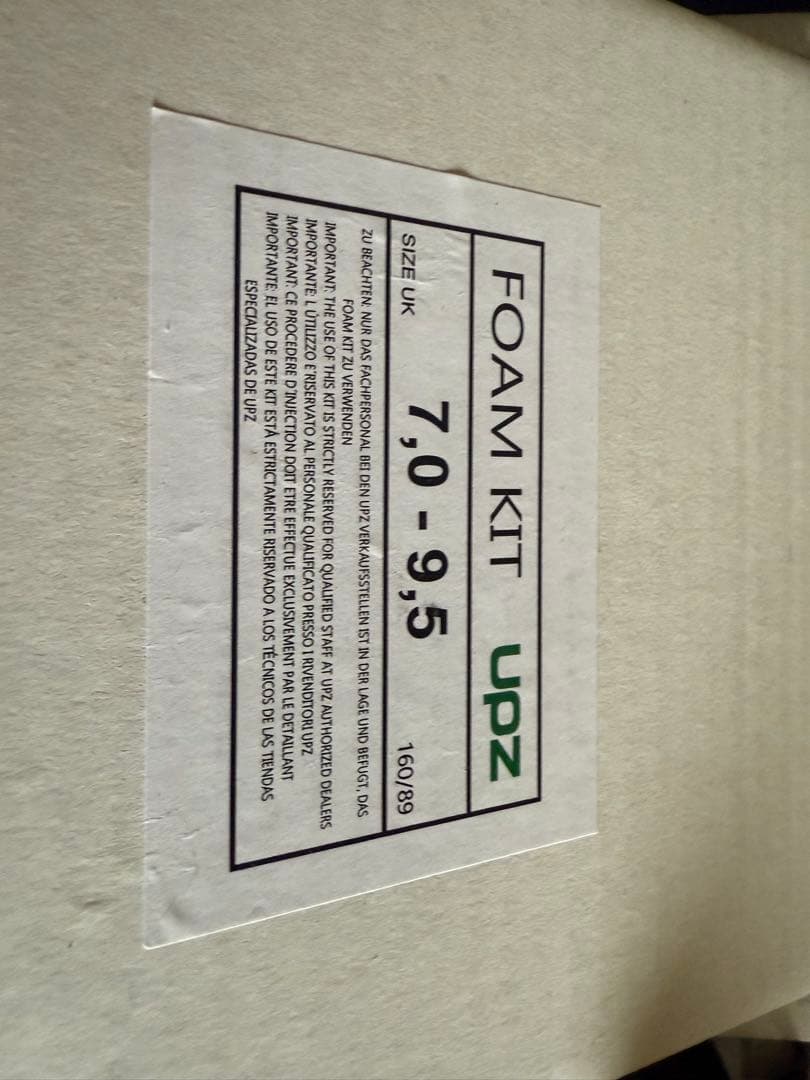 FOAM KIT upz
SIZE UK 7,0 - 9,5 160/89
ZU BEACHTEN: NUR DAS FACHPERSONAL BEI DEN UPZ VERKAUFSSTELLEN IST IN DER LAGE UND BEFUGT, DAS
FOAM KIT ZU VERWENDEN
IMPORTANT: THE USE OF THIS KIT IS STRICTLY RESERVED FOR QUALIFIED STAFF AT UPZ AUTHORIZED DEALERS
IMPORTANTE: L ÚTILIZZO E'RISERVATO AL PERSONALE QUALIFICATO PRESSO I RIVENDITORI UPZ
IMPORTANT: CE PROCEDERE D'INJECTION DOIT ETRE EFFECTUE EXCLUSIVEMENT PAR LE DETAILLANT
IMPORTANTE: EL USO DE ESTE KIT ESTÀ ESTRICTAMENTE RISERVADO A LOS TÉCNICOS DE LAS TIENDAS
ESPECIALIZADAS DE UPZ